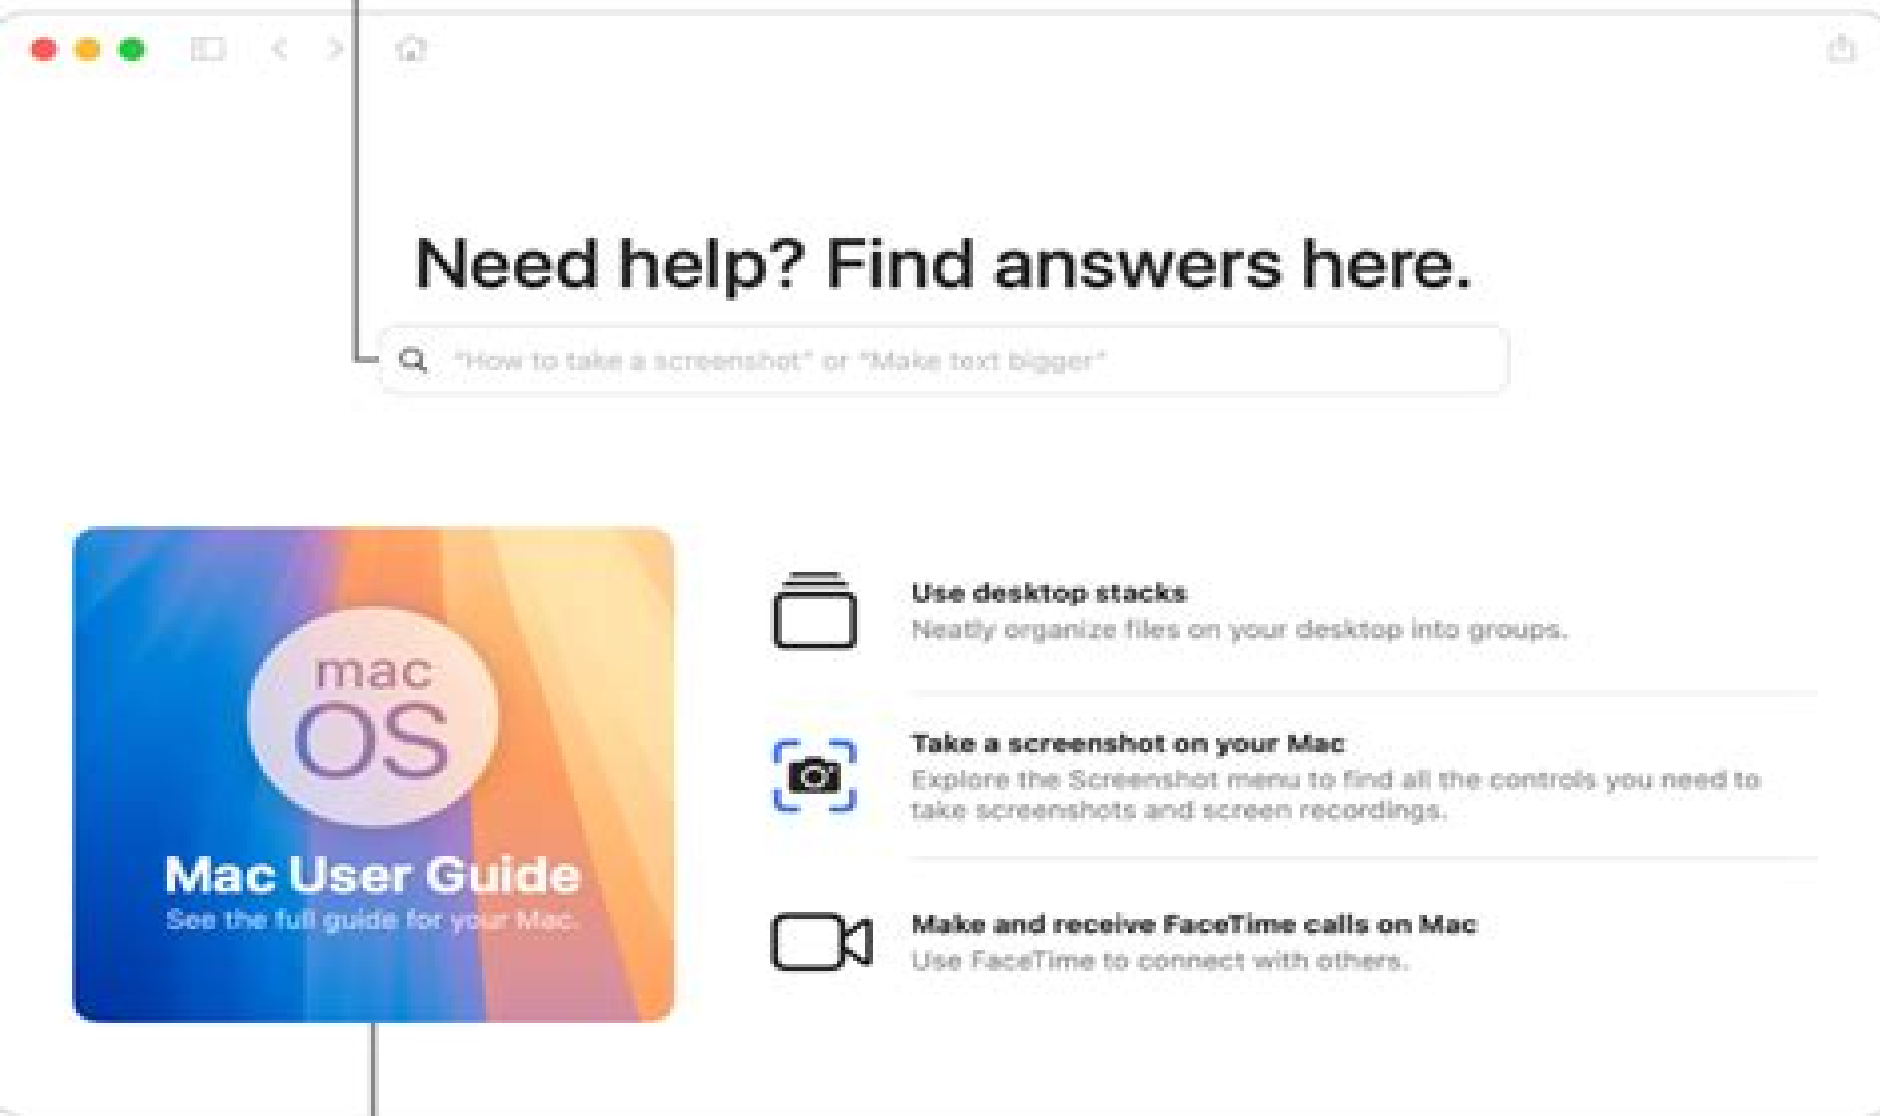 Need help? Find answers here.
"How to take a screenshot" or "Make text bigger"
mac
OS
Mac User Guide
See the full guide for your Mac.
Use desktop stacks
Neatly organize files on your desktop into groups.
Take a screenshot on your Mac
Explore the Screenshot menu to find all the controls you need to
take screenshots and screen recordings.
Make and receive FaceTime calls on Mac
Use FaceTime to connect with others.